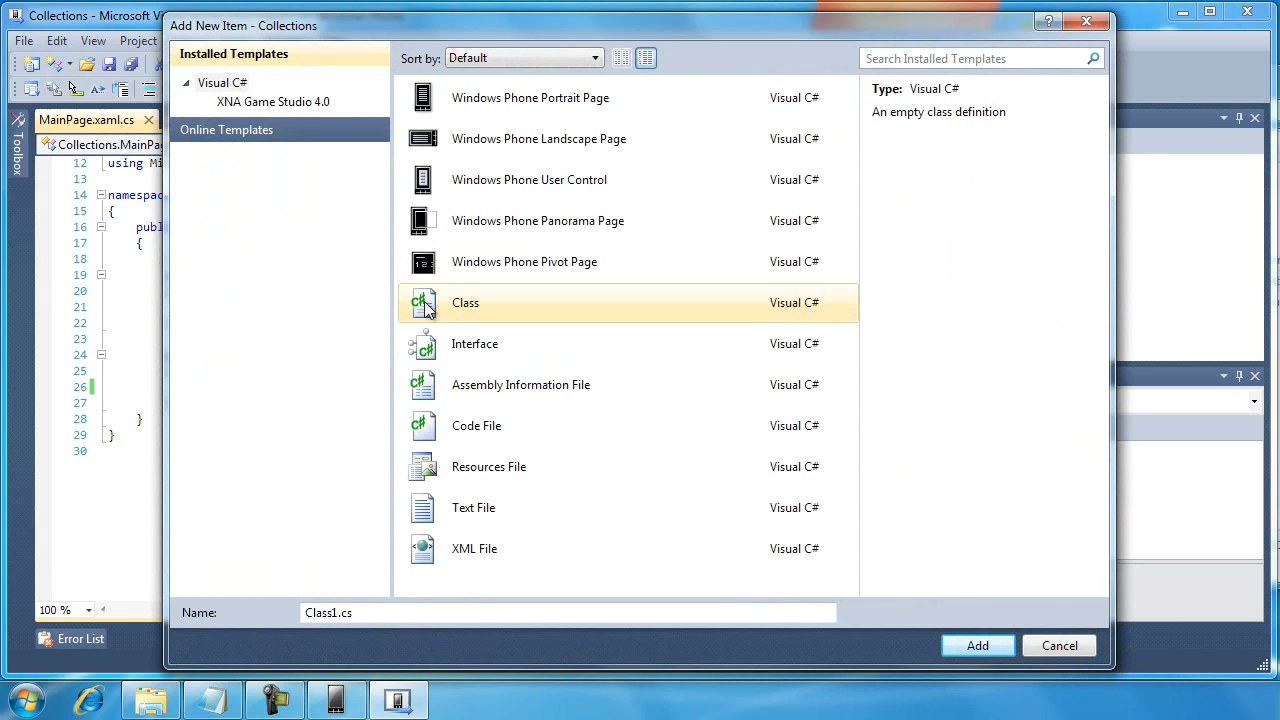 Collections - Microsoft V
Add New Item - Collections
File Edit View Project
MainPage.xaml.cs
Collections.MainPa
Toolbox
12 using Mi
13
14 namespac
15 {
16 publ
17 {
18
19
20
21
22
23
24
25
26
27
28 }
29 }
30
100 %
Error List
Installed Templates
Visual C#
XNA Game Studio 4.0
Online Templates
Sort by: Default
Search Installed Templates
Windows Phone Portrait Page Visual C#
Windows Phone Landscape Page Visual C#
Windows Phone User Control Visual C#
Windows Phone Panorama Page Visual C#
Windows Phone Pivot Page Visual C#
Class Visual C#
Interface Visual C#
Assembly Information File Visual C#
Code File Visual C#
Resources File Visual C#
Text File Visual C#
XML File Visual C#
Type: Visual C#
An empty class definition
Name: Class1.cs
Add Cancel